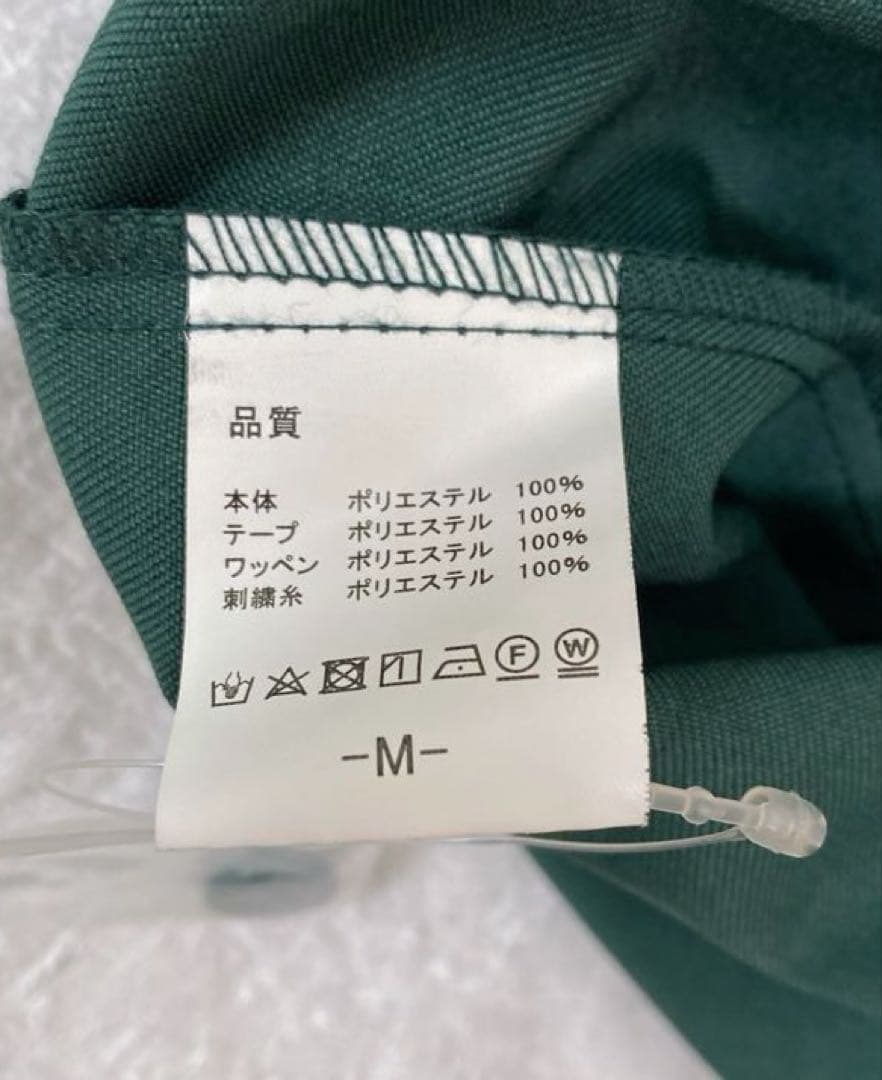 品質
本体 ポリエステル 100%
テープ ポリエステル 100%
ワッペン ポリエステル 100%
刺繍糸 ポリエステル 100%
F W
-M-